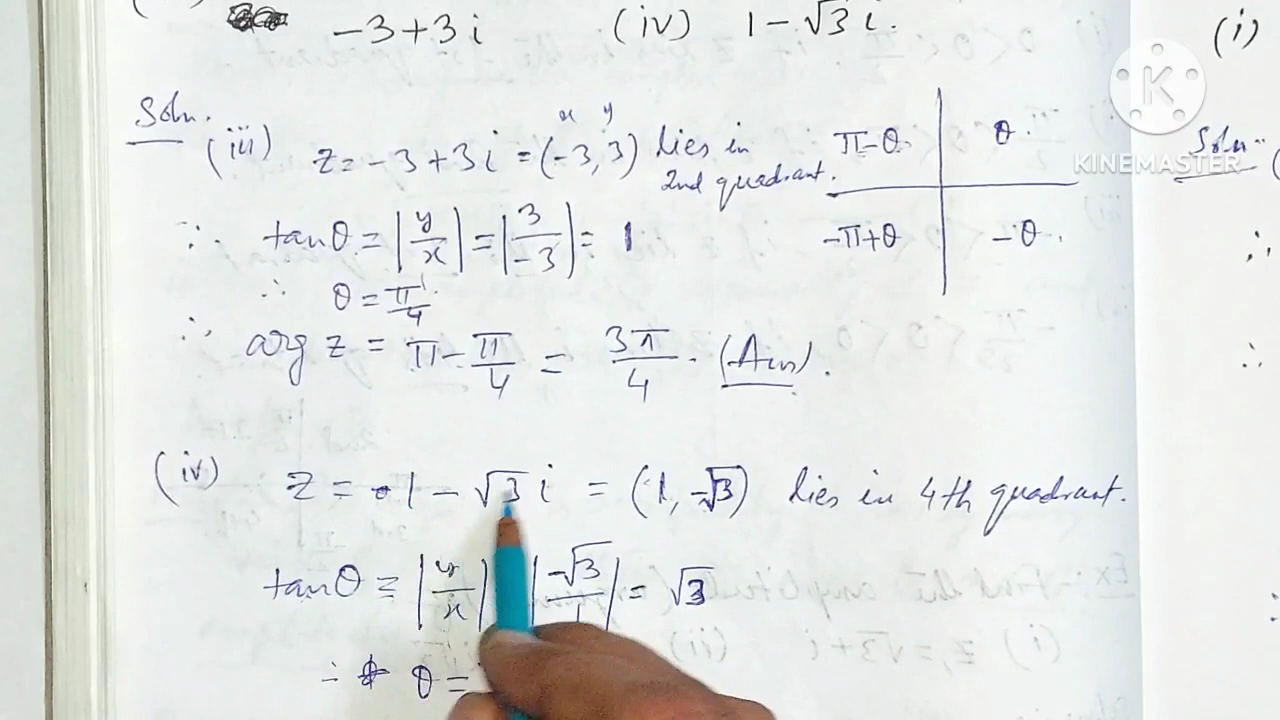 -3+3i (iv) 1-√3 i.
(i)
Soln.
(iii) z=-3+3i = (-3, 3) lies in
x y
2nd quadrant.
π-θ. θ.
-π+θ -θ.
∵ tanθ = |y/x| = |3/-3| = 1
∴ θ = π/4.
∴ arg z = π - π/4 = 3π/4. (Ans).
(iv) z = 1 - √3 i = (1, -√3) lies in 4th quadrant.
tanθ = |y/x| |-√3/1| = √3
∴ θ =
K
KINEMASTER
Soln..
∴
∴